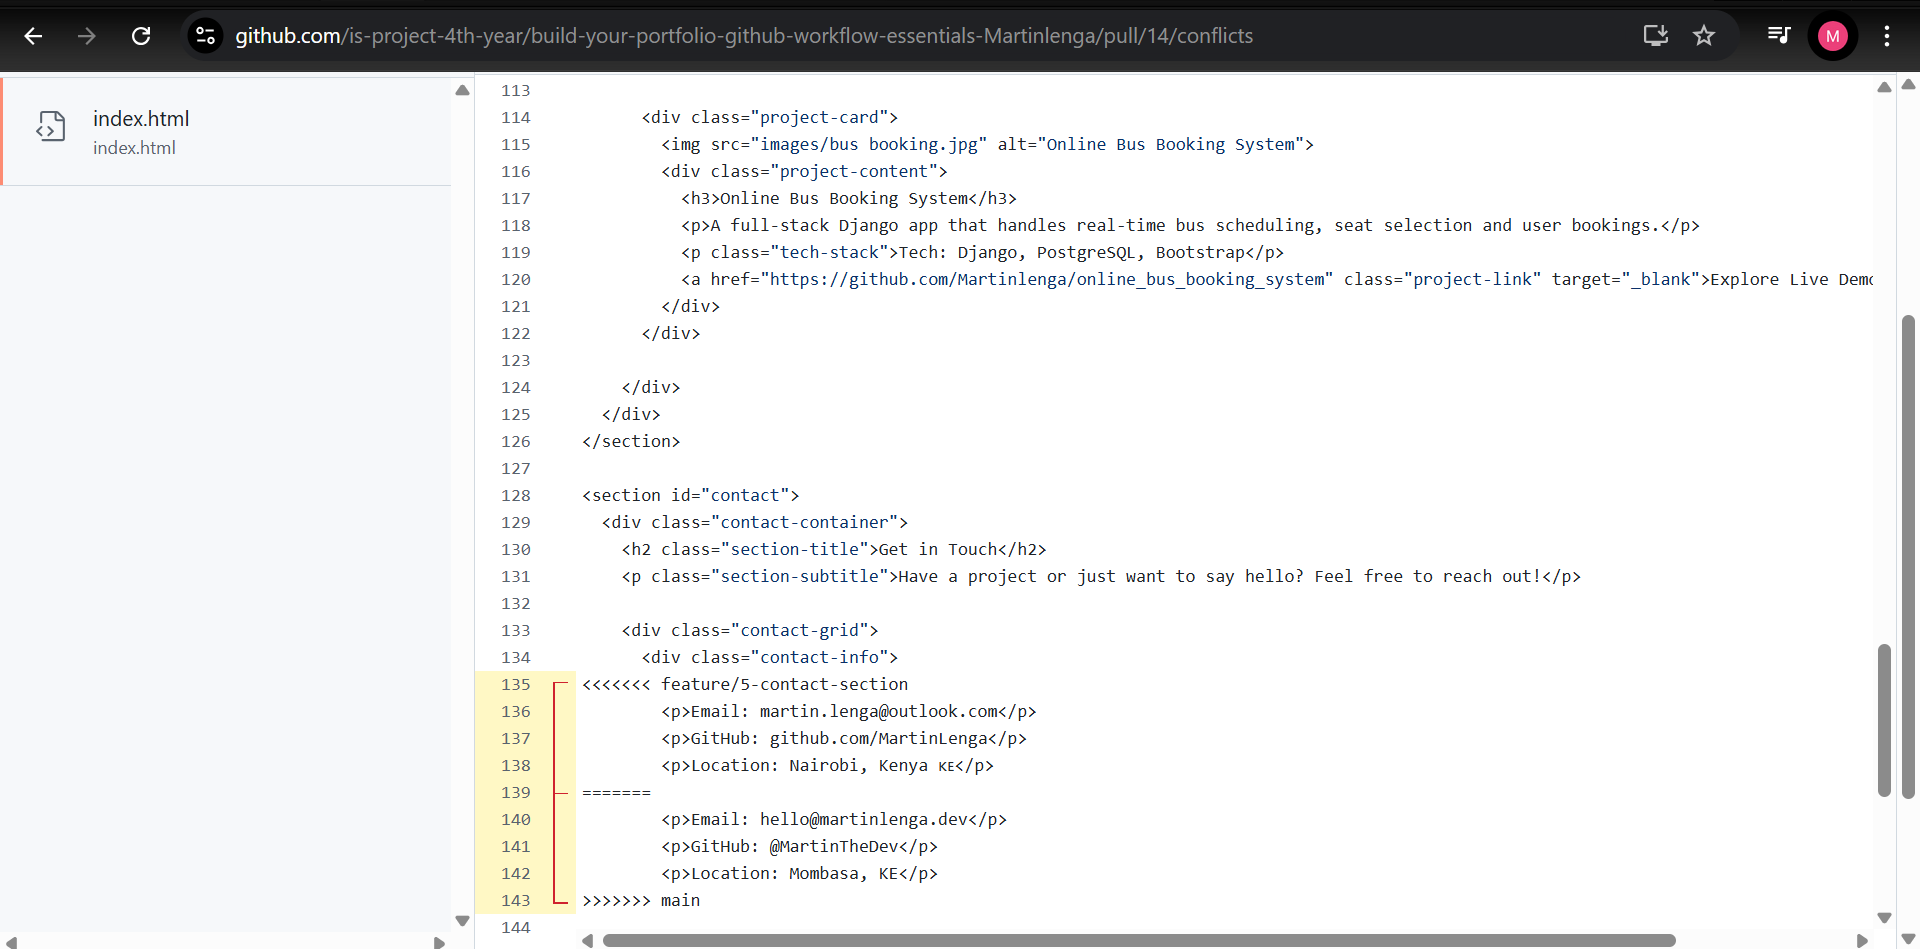 github.com/is-project-4th-year/build-your-portfolio-github-workflow-essentials-Martinlenga/pull/14/conflicts
M
index.html
index.html
113
114 <div class="project-card">
115 <img src="images/bus booking.jpg" alt="Online Bus Booking System">
116 <div class="project-content">
117 <h3>Online Bus Booking System</h3>
118 <p>A full-stack Django app that handles real-time bus scheduling, seat selection and user bookings.</p>
119 <p class="tech-stack">Tech: Django, PostgreSQL, Bootstrap</p>
120 <a href="https://github.com/Martinlenga/online_bus_booking_system" class="project-link" target="_blank">Explore Live Demo
121 </div>
122 </div>
123
124 </div>
125 </div>
126 </section>
127
128 <section id="contact">
129 <div class="contact-container">
130 <h2 class="section-title">Get in Touch</h2>
131 <p class="section-subtitle">Have a project or just want to say hello? Feel free to reach out!</p>
132
133 <div class="contact-grid">
134 <div class="contact-info">
135 <<<<<<< feature/5-contact-section
136 <p>Email: martin.lenga@outlook.com</p>
137 <p>GitHub: github.com/MartinLenga</p>
138 <p>Location: Nairobi, Kenya KE</p>
139 =======
140 <p>Email: hello@martinlenga.dev</p>
141 <p>GitHub: @MartinTheDev</p>
142 <p>Location: Mombasa, KE</p>
143 >>>>>>> main
144